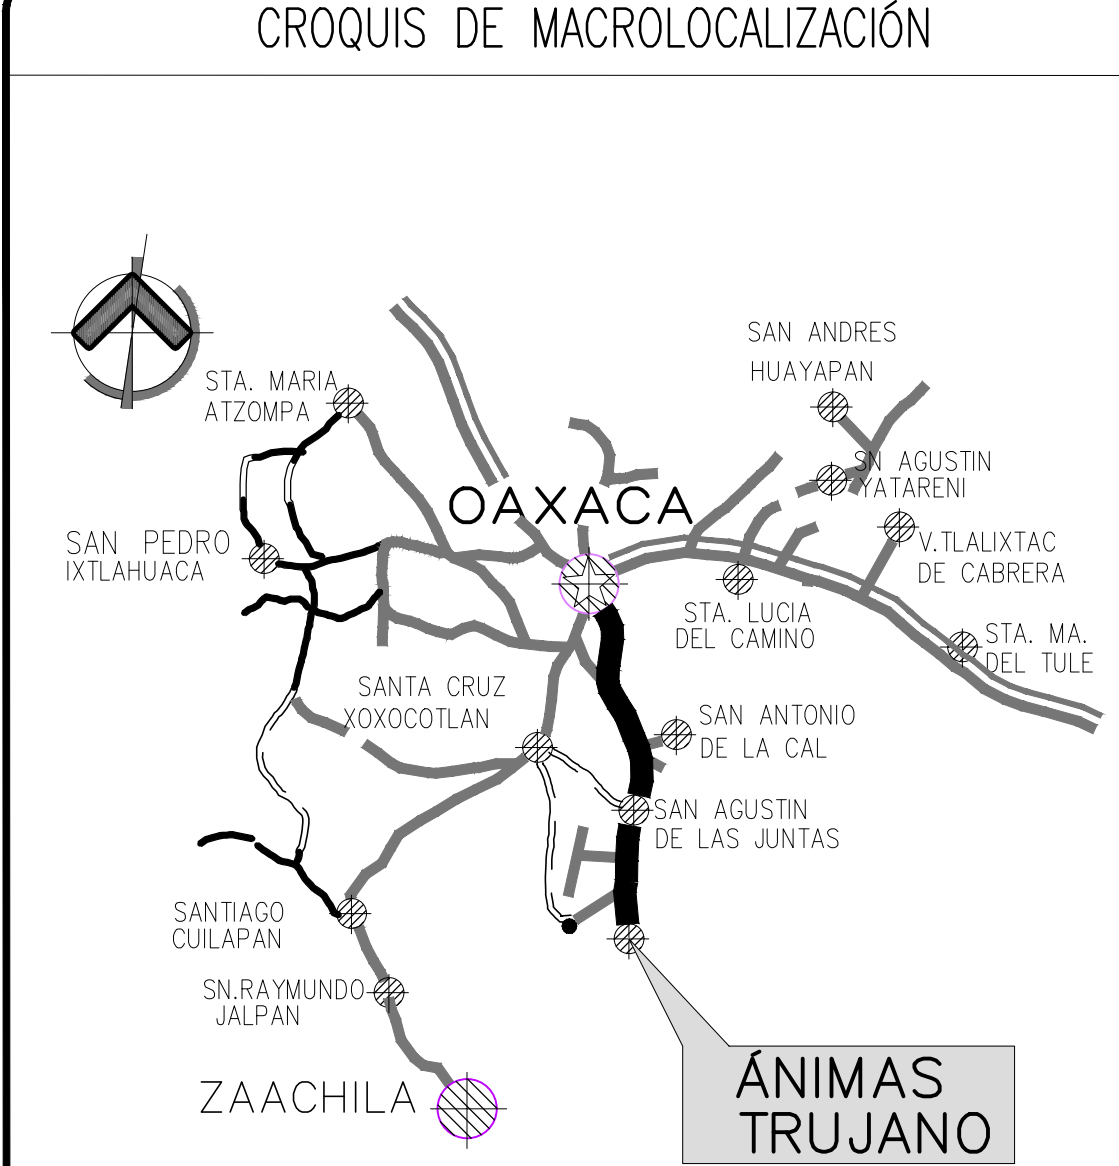 CROQUIS DE MACROLOCALIZACIÓN
SAN ANDRES
HUAYAPAN
STA. MARIA
ATZOMPA
SN AGUSTIN
YATARENI
OAXACA
SAN PEDRO
IXTLAHUACA
V.TLALIXTAC
DE CABRERA
STA. LUCIA
DEL CAMINO
STA. MA.
DEL TULE
SANTA CRUZ
XOXOCOTLAN
SAN ANTONIO
DE LA CAL
SAN AGUSTIN
DE LAS JUNTAS
SANTIAGO
CUILAPAN
SN.RAYMUNDO
JALPAN
ZAACHILA
ÁNIMAS
TRUJANO